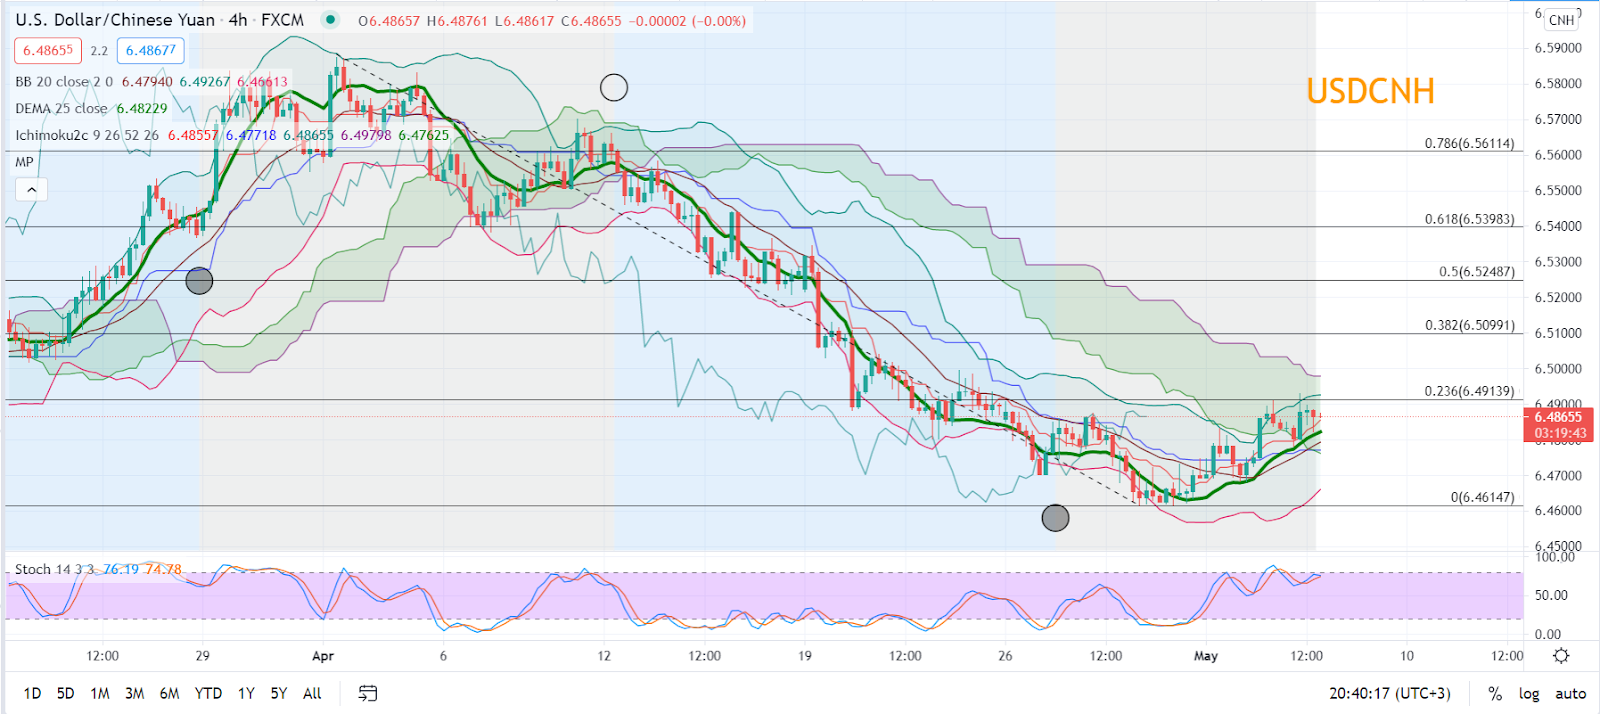 U.S. Dollar/Chinese Yuan · 4h · FXCM O6.48657 H6.48761 L6.48617 C6.48655 −0.00002 (−0.00%)
6.48655 2.2 6.48677
BB 20 close 2 0 6.47940 6.49267 6.46613
DEMA 25 close 6.48229
Ichimoku2c 9 26 52 26 6.48557 6.47718 6.48655 6.49798 6.47625
MP
USDCNH
CNH
6.59000
6.58000
6.57000
0.786(6.56114)
6.56000
6.55000
0.618(6.53983)
6.54000
6.53000
0.5(6.52487)
6.52000
0.382(6.50991)
6.51000
6.50000
0.236(6.49139)
6.49000
6.48655
03:19:43
6.47000
0(6.46147)
6.46000
6.45000
Stoch 14 3 3 76.19 74.78
100.00
50.00
0.00
12:00 29 Apr 6 12 12:00 19 12:00 26 12:00 May 12:00 10 12:00
1D 5D 1M 3M 6M YTD 1Y 5Y All 20:40:17 (UTC+3) % log auto